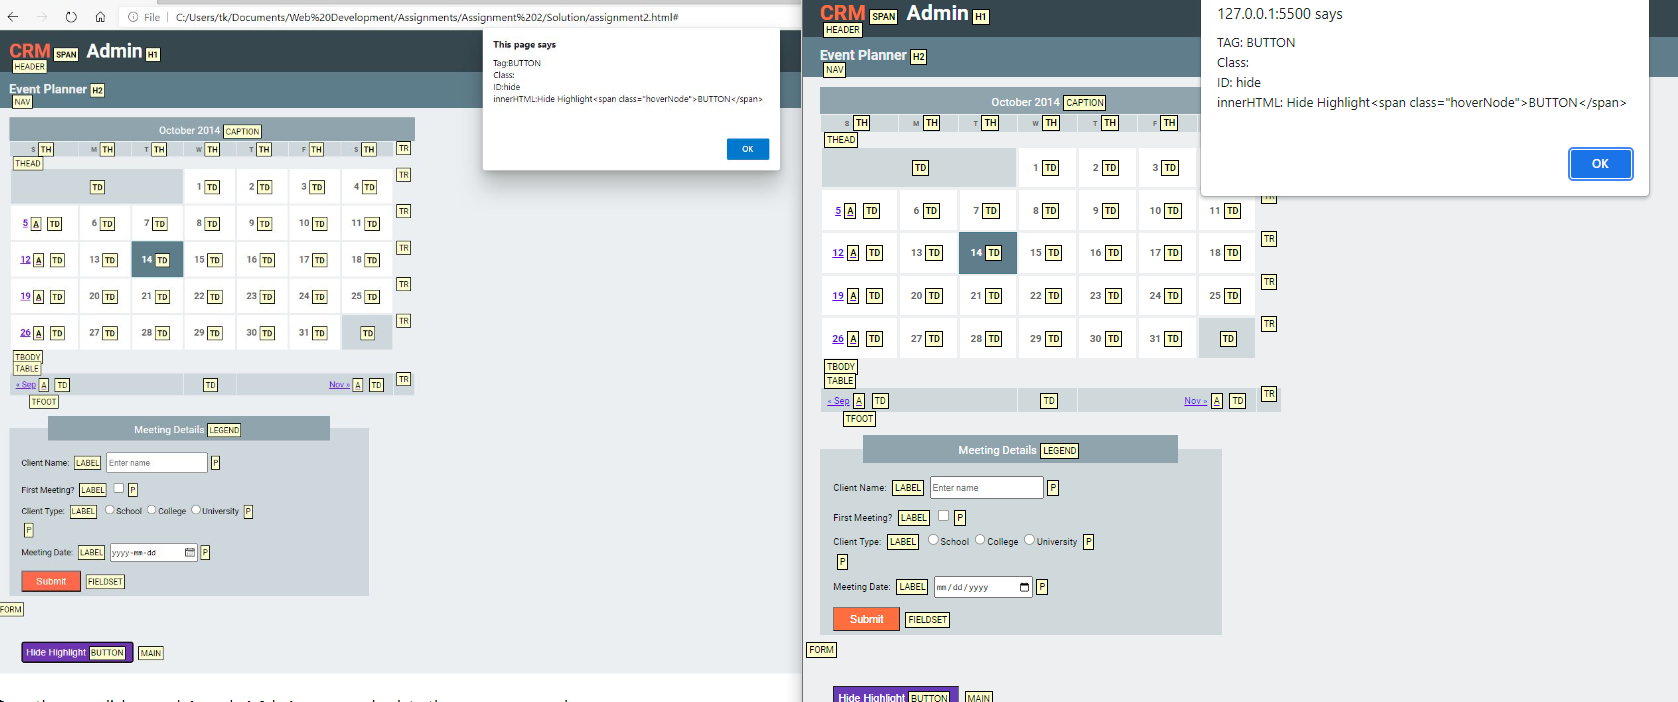 File | C:/Users/tk/Documents/Web%20Development/Assignments/Assignment%202/Solution/assignment2.html#
CRM SPAN Admin H1
HEADER
Event Planner H2
NAV
This page says
Tag:BUTTON
Class:
ID:hide
innerHTML:Hide Highlight<span class="hoverNode">BUTTON</span>
OK
October 2014 CAPTION
S TH M TH T TH W TH T TH F TH S TH TR
THEAD
TD 1 TD 2 TD 3 TD 4 TD TR
5 A TD 6 TD 7 TD 8 TD 9 TD 10 TD 11 TD TR
12 A TD 13 TD 14 TD 15 TD 16 TD 17 TD 18 TD TR
19 A TD 20 TD 21 TD 22 TD 23 TD 24 TD 25 TD TR
26 A TD 27 TD 28 TD 29 TD 30 TD 31 TD TD TR
TBODY
TABLE
« Sep A TD TD Nov » A TD TR
TFOOT
Meeting Details LEGEND
Client Name: LABEL Enter name P
First Meeting? LABEL P
Client Type: LABEL School College University P
P
Meeting Date: LABEL yyyy-mm-dd P
Submit FIELDSET
FORM
Hide Highlight BUTTON MAIN
CRM SPAN Admin H1
HEADER
Event Planner H2
NAV
127.0.0.1:5500 says
TAG: BUTTON
Class:
ID: hide
innerHTML: Hide Highlight<span class="hoverNode">BUTTON</span>
OK
October 2014 CAPTION
S TH M TH T TH W TH T TH F TH
THEAD
TD 1 TD 2 TD 3 TD
5 A TD 6 TD 7 TD 8 TD 9 TD 10 TD 11 TD TR
12 A TD 13 TD 14 TD 15 TD 16 TD 17 TD 18 TD TR
19 A TD 20 TD 21 TD 22 TD 23 TD 24 TD 25 TD TR
26 A TD 27 TD 28 TD 29 TD 30 TD 31 TD TD TR
TBODY
TABLE
« Sep A TD TD Nov » A TD TR
TFOOT
Meeting Details LEGEND
Client Name: LABEL Enter name P
First Meeting? LABEL P
Client Type: LABEL School College University P
P
Meeting Date: LABEL mm/dd/yyyy P
Submit FIELDSET
FORM
Hide Highlight BUTTON MAIN